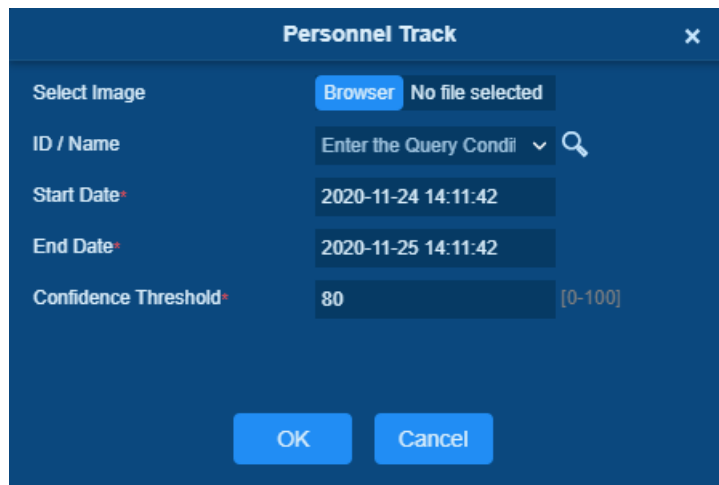 Personnel Track ×
Select Image Browser No file selected
ID / Name Enter the Query Condi
Start Date* 2020-11-24 14:11:42
End Date* 2020-11-25 14:11:42
Confidence Threshold* 80 [0-100]
OK Cancel